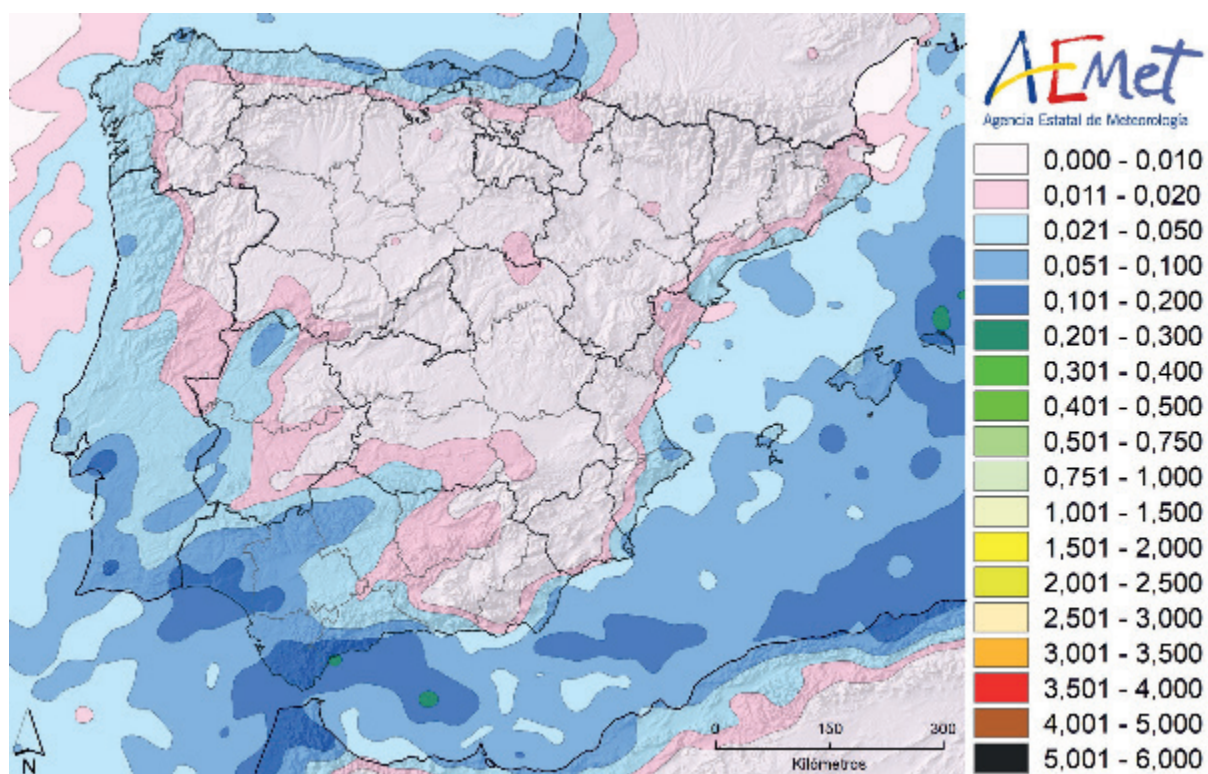 AEMet
Agencia Estatal de Meteorología
0,000 - 0,010
0,011 - 0,020
0,021 - 0,050
0,051 - 0,100
0,101 - 0,200
0,201 - 0,300
0,301 - 0,400
0,401 - 0,500
0,501 - 0,750
0,751 - 1,000
1,001 - 1,500
1,501 - 2,000
2,001 - 2,500
2,501 - 3,000
3,001 - 3,500
3,501 - 4,000
4,001 - 5,000
5,001 - 6,000
0 150 300
Kilómetros
N